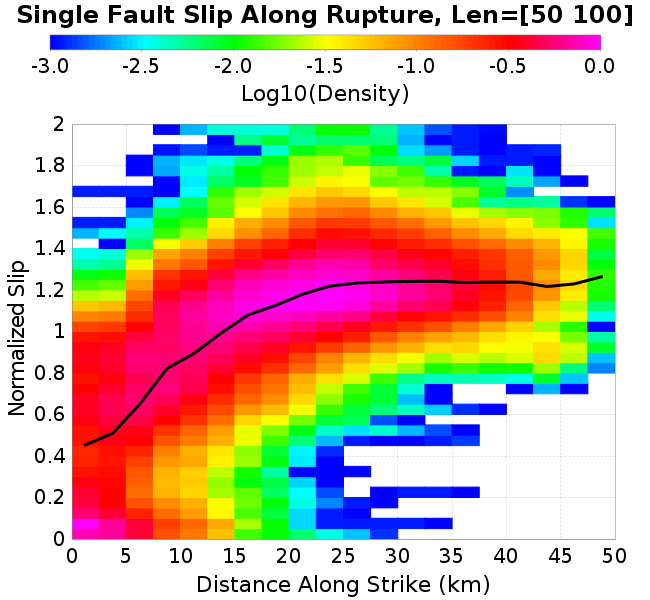 Single Fault Slip Along Rupture, Len=[50 100]
-3.0 -2.5 -2.0 -1.5 -1.0 -0.5 0.0
Log10(Density)
2
1.8
1.6
1.4
1.2
1
0.8
0.6
0.4
0.2
0
Normalized Slip
0 5 10 15 20 25 30 35 40 45 50
Distance Along Strike (km)